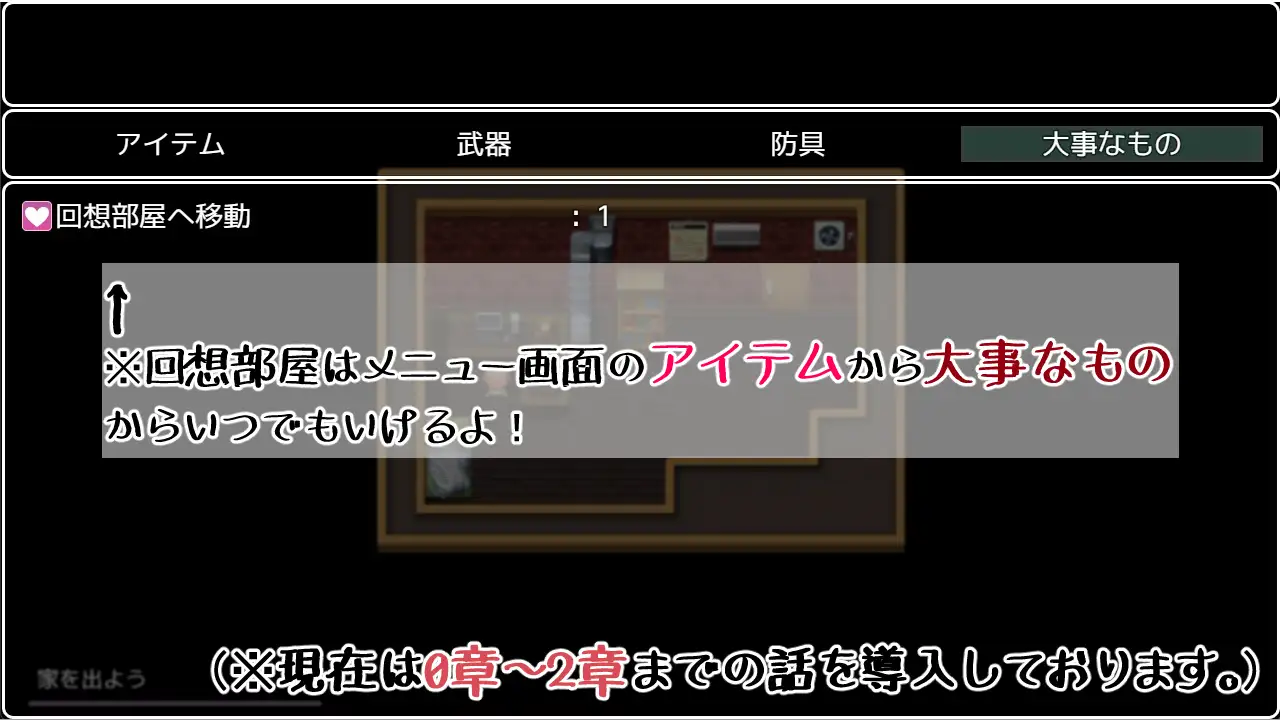 アイテム 武器 防具 大事なもの
回想部屋へ移動 : 1
↑
※回想部屋はメニュー画面のアイテムから大事なもの
からいつでもいけるよ!
家を出よう
(※現在は0章~2章までの話を導入しております。)